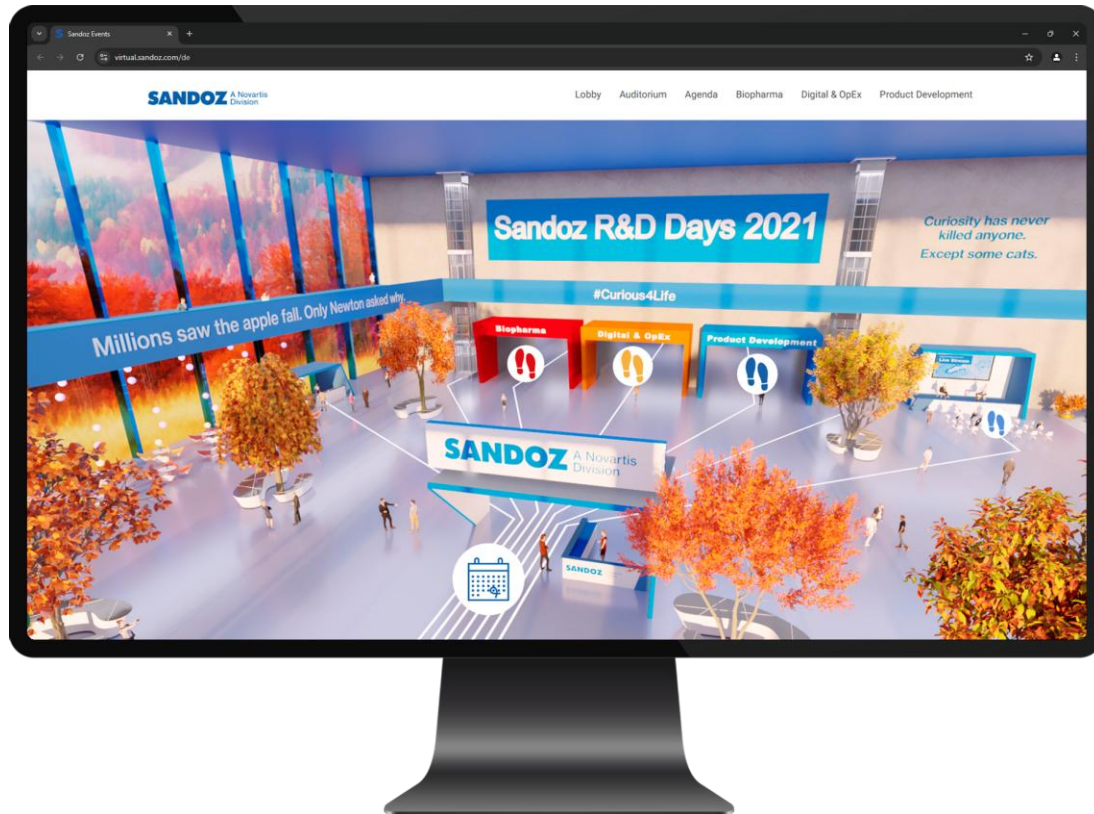 Sandoz Events
virtual.sandoz.com/de
SANDOZ A Novartis Division
Lobby Auditorium Agenda Biopharma Digital & OpEx Product Development
Sandoz R&D Days 2021
Curiosity has never
killed anyone.
Except some cats.
#Curious4Life
Millions saw the apple fall. Only Newton asked why.
Biopharma
Digital & OpEx
Product Development
Live Stream
SANDOZ A Novartis Division
SANDOZ